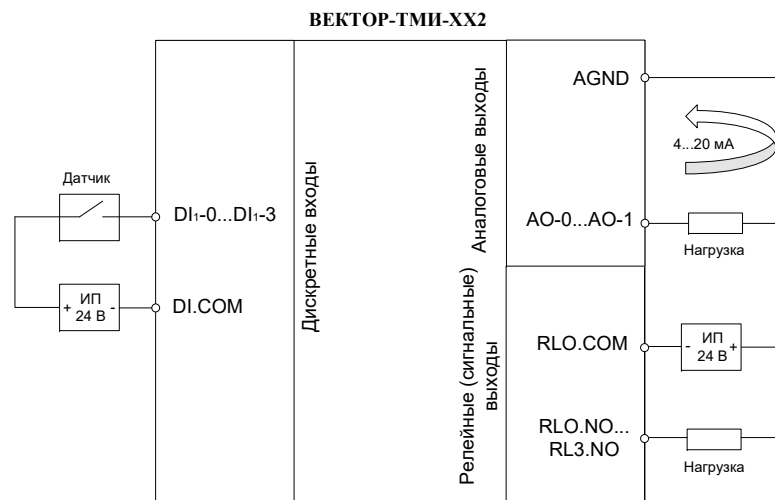 ВЕКТОР-ТМИ-ХХ2
Датчик
DI1-0...DI1-3
+ ИП -
24 В
DI.COM
Дискретные входы
Аналоговые выходы
AGND
4...20 мА
AO-0...AO-1
Нагрузка
Релейные (сигнальные)
выходы
RLO.COM
- ИП +
24 В
RLO.NO...
RL3.NO
Нагрузка